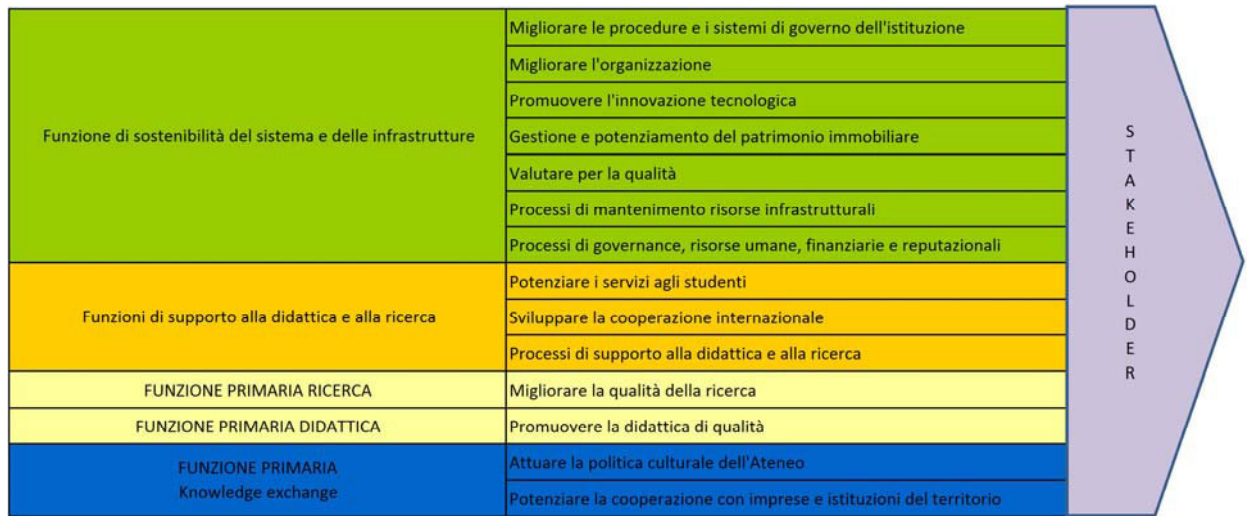 Funzione di sostenibilità del sistema e delle infrastrutture
Migliorare le procedure e i sistemi di governo dell'istituzione
Migliorare l'organizzazione
Promuovere l'innovazione tecnologica
Gestione e potenziamento del patrimonio immobiliare
Valutare per la qualità
Processi di mantenimento risorse infrastrutturali
Processi di governance, risorse umane, finanziarie e reputazionali
Funzioni di supporto alla didattica e alla ricerca
Potenziare i servizi agli studenti
Sviluppare la cooperazione internazionale
Processi di supporto alla didattica e alla ricerca
FUNZIONE PRIMARIA RICERCA
Migliorare la qualità della ricerca
FUNZIONE PRIMARIA DIDATTICA
Promuovere la didattica di qualità
FUNZIONE PRIMARIA
Knowledge exchange
Attuare la politica culturale dell'Ateneo
Potenziare la cooperazione con imprese e istituzioni del territorio
S
T
A
K
E
H
O
L
D
E
R